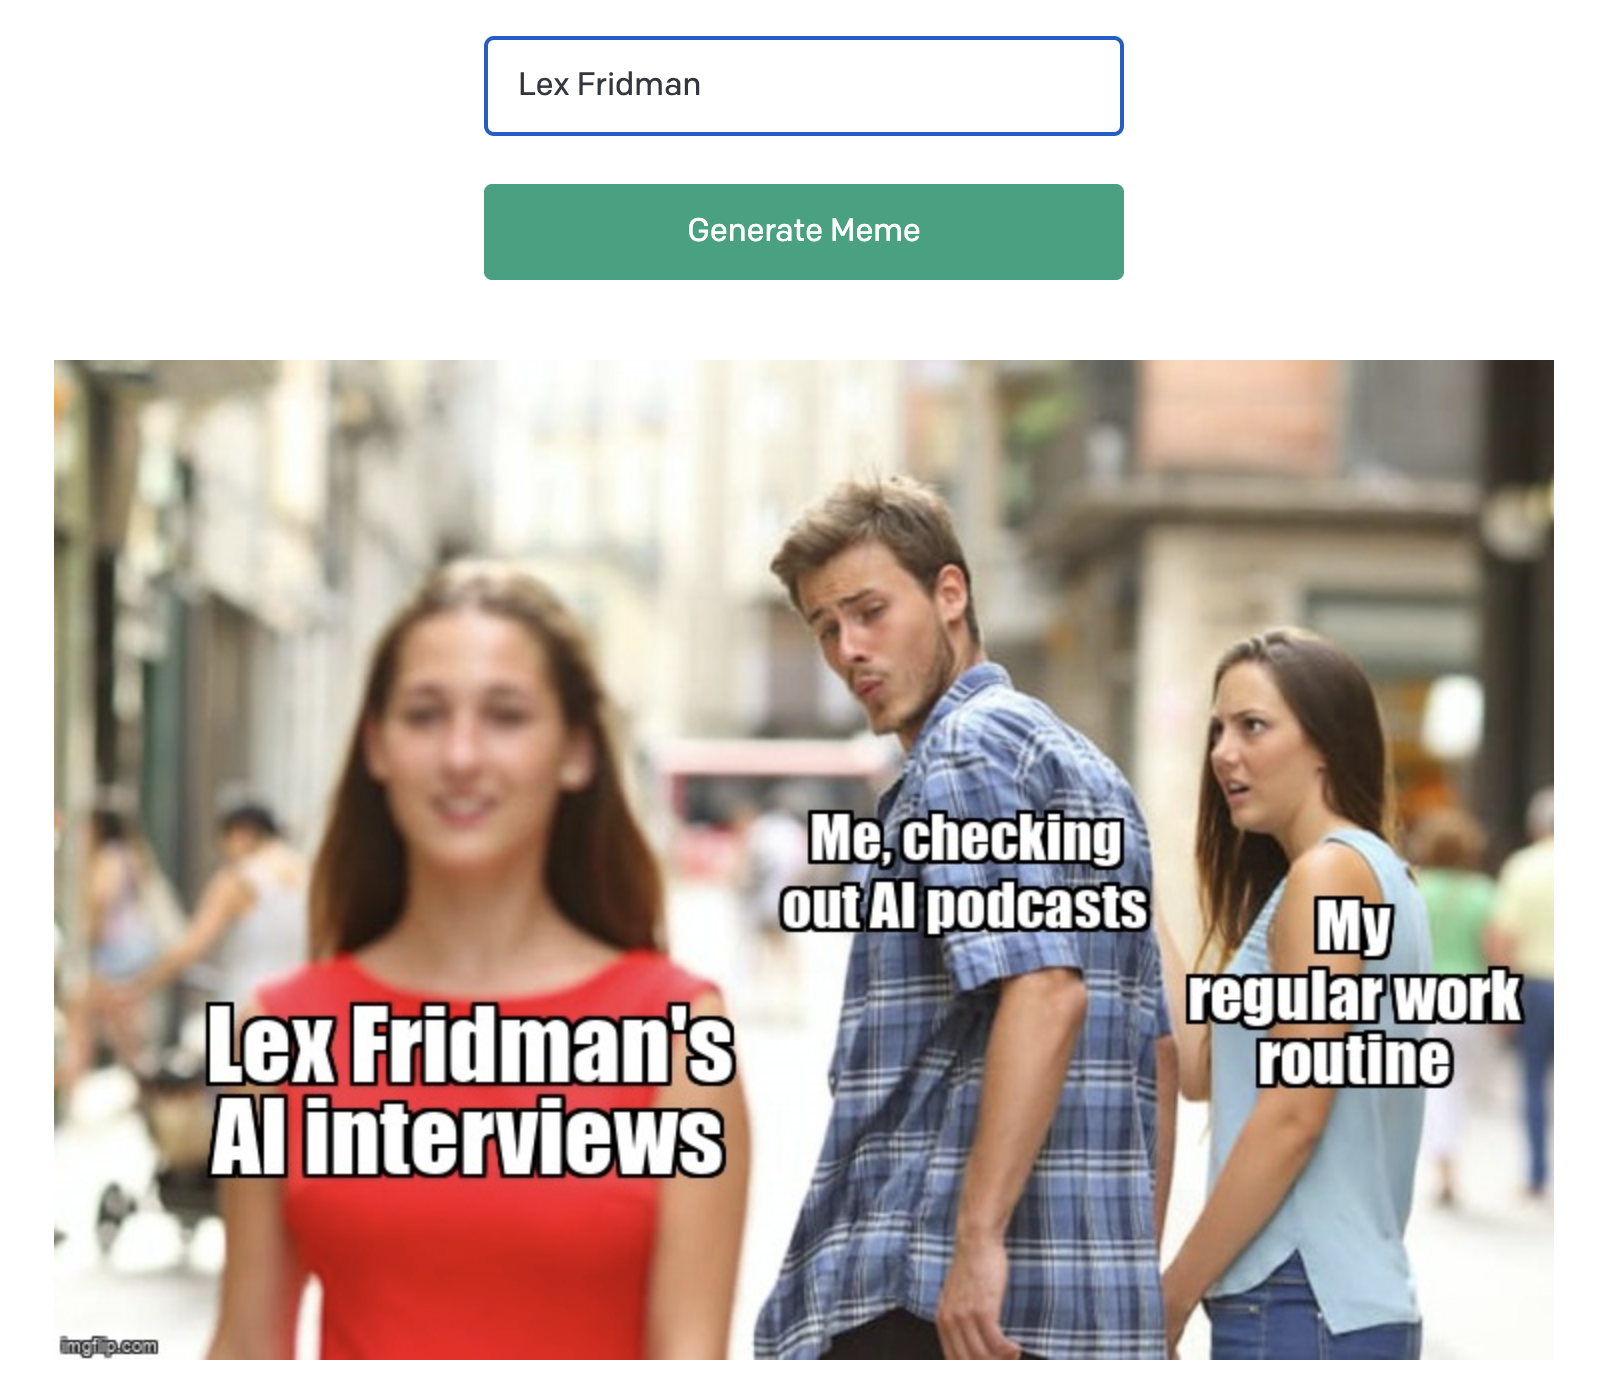 Lex Fridman
Generate Meme
Me, checking
out AI podcasts
My
regular work
routine
Lex Fridman's
AI interviews
imgflip.com